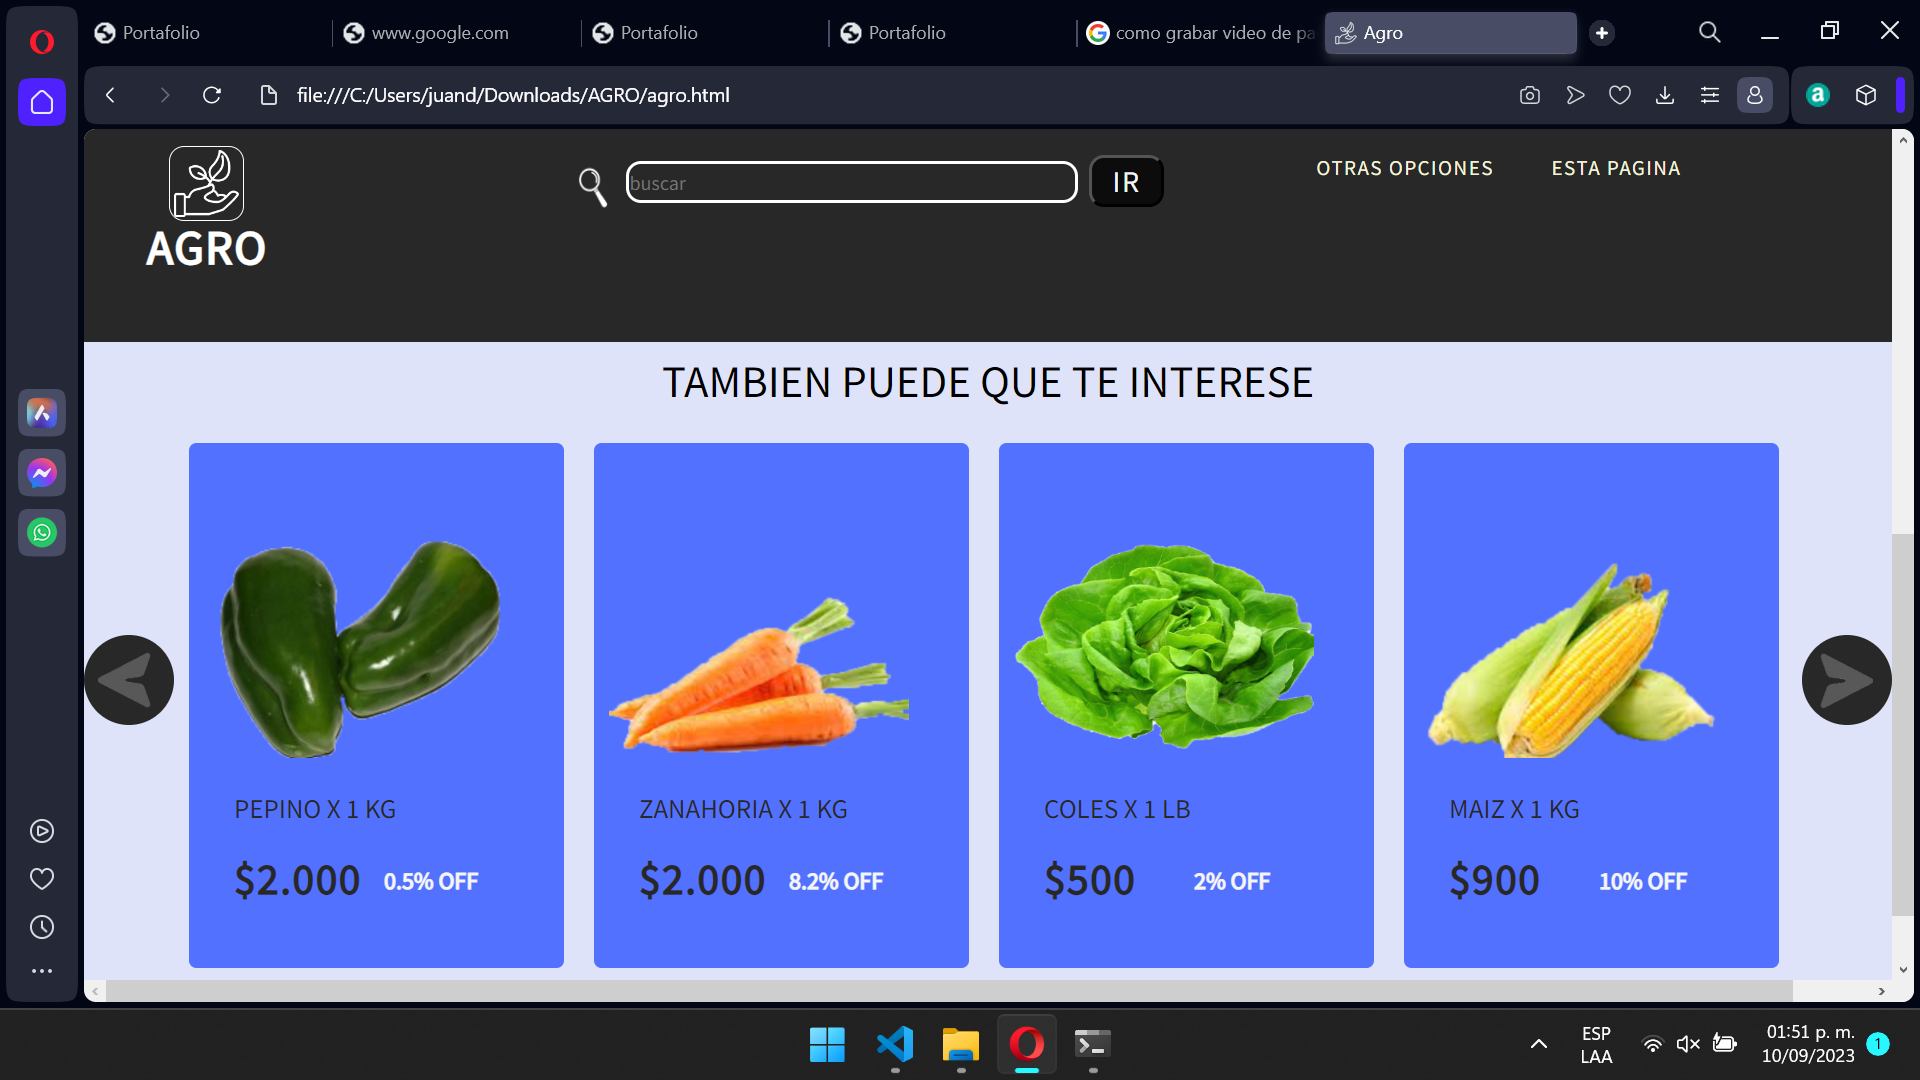 Portafolio
www.google.com
Portafolio
Portafolio
como grabar video de pa
Agro
file:///C:/Users/juand/Downloads/AGRO/agro.html
a
AGRO
buscar
IR
OTRAS OPCIONES
ESTA PAGINA
TAMBIEN PUEDE QUE TE INTERESE
PEPINO X 1 KG
$2.000
0.5% OFF
ZANAHORIA X 1 KG
$2.000
8.2% OFF
COLES X 1 LB
$500
2% OFF
MAIZ X 1 KG
$900
10% OFF
ESP
LAA
01:51 p. m.
10/09/2023
1